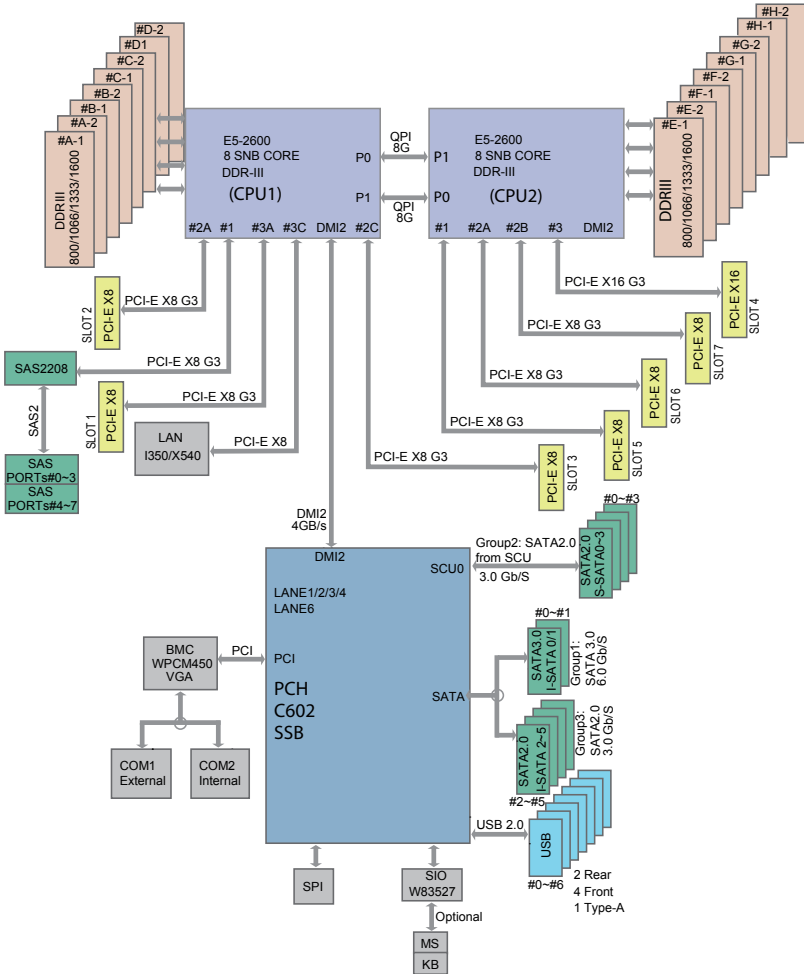 #D-2
#D1
#C-2
#C-1
#B-2
#B-1
#A-2
#A-1
DDRIII
800/1066/1333/1600
#H-2
#H-1
#G-2
#G-1
#F-2
#F-1
#E-2
#E-1
DDRIII
800/1066/1333/1600
E5-2600
8 SNB CORE
DDR-III
(CPU1)
P0
P1
#2A
#1
#3A
#3C
DMI2
#2C
QPI
8G
QPI
8G
E5-2600
8 SNB CORE
DDR-III
(CPU2)
P1
P0
#1
#2A
#2B
#3
DMI2
PCI-E X8 G3
SLOT 2
PCI-E X8
PCI-E X16 G3
PCI-E X16
SLOT 4
PCI-E X8 G3
PCI-E X8
SLOT 7
SAS2208
PCI-E X8 G3
PCI-E X8 G3
PCI-E X8
SLOT 6
SAS2
SLOT 1
PCI-E X8
PCI-E X8 G3
PCI-E X8 G3
PCI-E X8
SLOT 5
LAN
I350/X540
PCI-E X8
PCI-E X8 G3
PCI-E X8
SLOT 3
SAS
PORTs#0~3
SAS
PORTs#4~7
DMI2
4GB/s
DMI2
SCU0
LANE1/2/3/4
LANE6
PCI
PCH
C602
SSB
SATA
Group2: SATA2.0
from SCU
3.0 Gb/S
#0~#3
SATA2.0
S-SATA0~3
#0~#1
SATA3.0
I-SATA 0/1
Group1:
SATA 3.0
6.0 Gb/S
SATA2.0
I-SATA 2~5
#2~#5
Group3:
SATA2.0
3.0 Gb/S
BMC
WPCM450
VGA
PCI
COM1
External
COM2
Internal
USB 2.0
USB
#0~#6
2 Rear
4 Front
1 Type-A
SPI
SIO
W83527
Optional
MS
KB